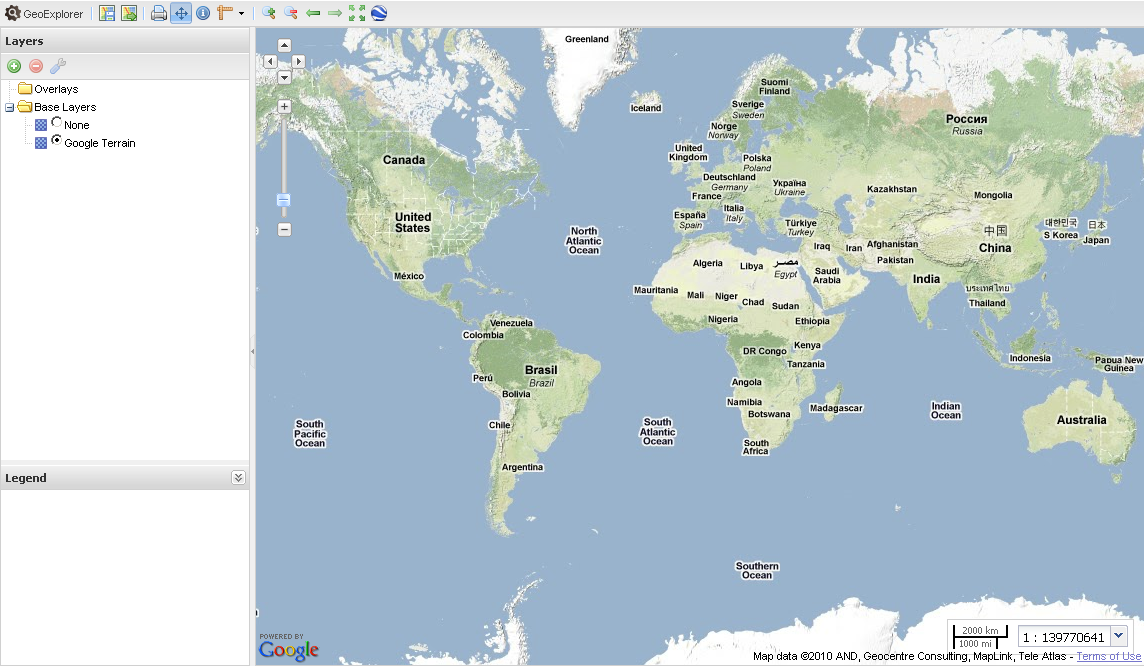 GeoExplorer
Layers
Overlays
Base Layers
None
Google Terrain
Legend
Greenland
Iceland
Suomi
Finland
Sverige
Sweden
Norge
Norway
Россия
Russia
United
Kingdom
Polska
Poland
Deutschland
Germany
Україна
Ukraine
France
Kazakhstan
Mongolia
Canada
United
States
España
Spain
Italia
Italy
Türkiye
Turkey
中国
China
대한민국
S Korea
日本
Japan
North
Atlantic
Ocean
Iraq
Iran
Afghanistan
Pakistan
Algeria
Libya
مصر
Egypt
Saudi
Arabia
India
México
Mauritania
Mali
Niger
Chad
Sudan
ประเทศไทย
Thailand
Nigeria
Ethiopia
Venezuela
Colombia
DR Congo
Kenya
Tanzania
Indonesia
Papua New
Guinea
Perú
Brasil
Brazil
Bolivia
Angola
Namibia
Botswana
Madagascar
Indian
Ocean
Australia
South
Pacific
Ocean
Chile
South
Atlantic
Ocean
South
Africa
Argentina
Southern
Ocean
POWERED BY
Google
2000 km
1000 mi
1 : 139770641
Map data ©2010 AND, Geocentre Consulting, MapLink, Tele Atlas - Terms of Use